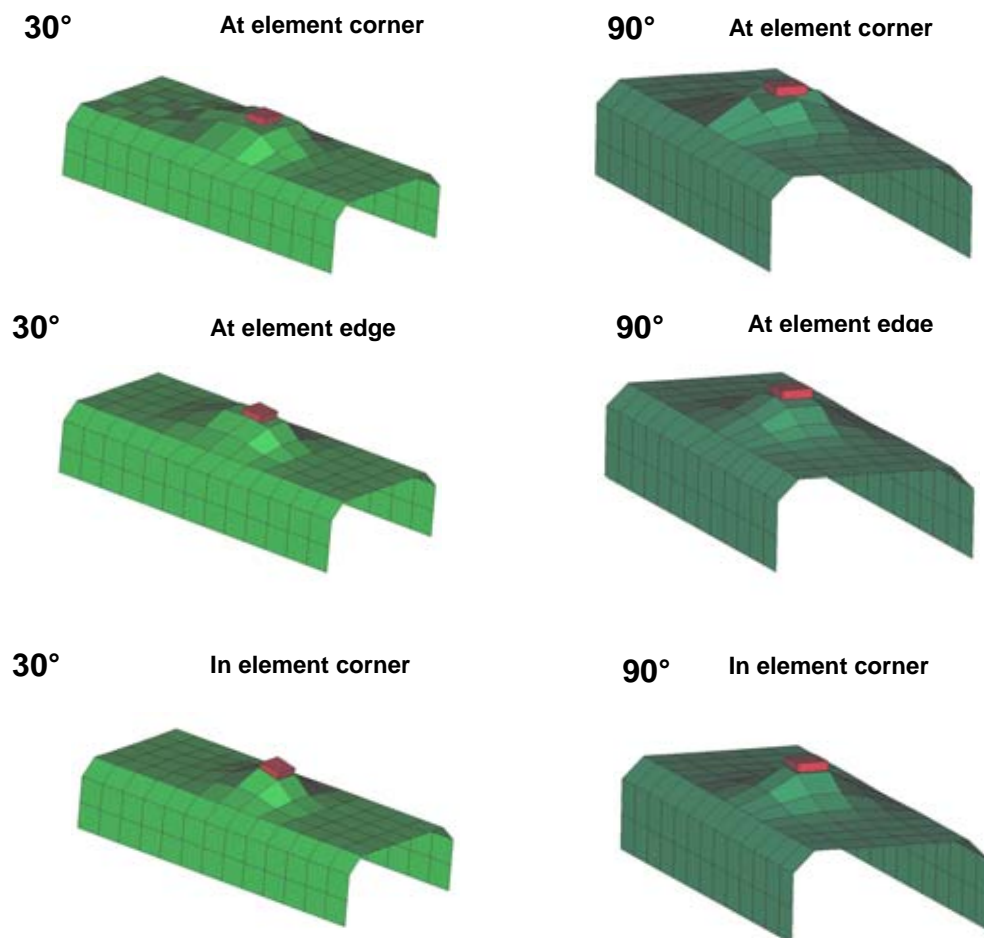 30° At element corner
90° At element corner
30° At element edge
90° At element edge
30° In element corner
90° In element corner